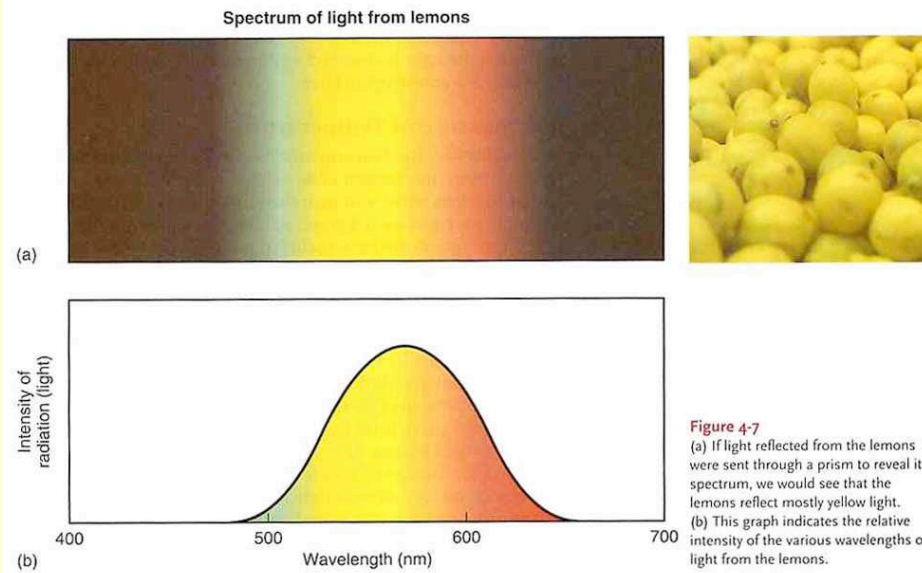 Spectrum of light from lemons
(a)
Intensity of
radiation (light)
400
500
600
700
Wavelength (nm)
(b)
Figure 4-7
(a) If light reflected from the lemons
were sent through a prism to reveal it
spectrum, we would see that the
lemons reflect mostly yellow light.
(b) This graph indicates the relative
intensity of the various wavelengths o
light from the lemons.